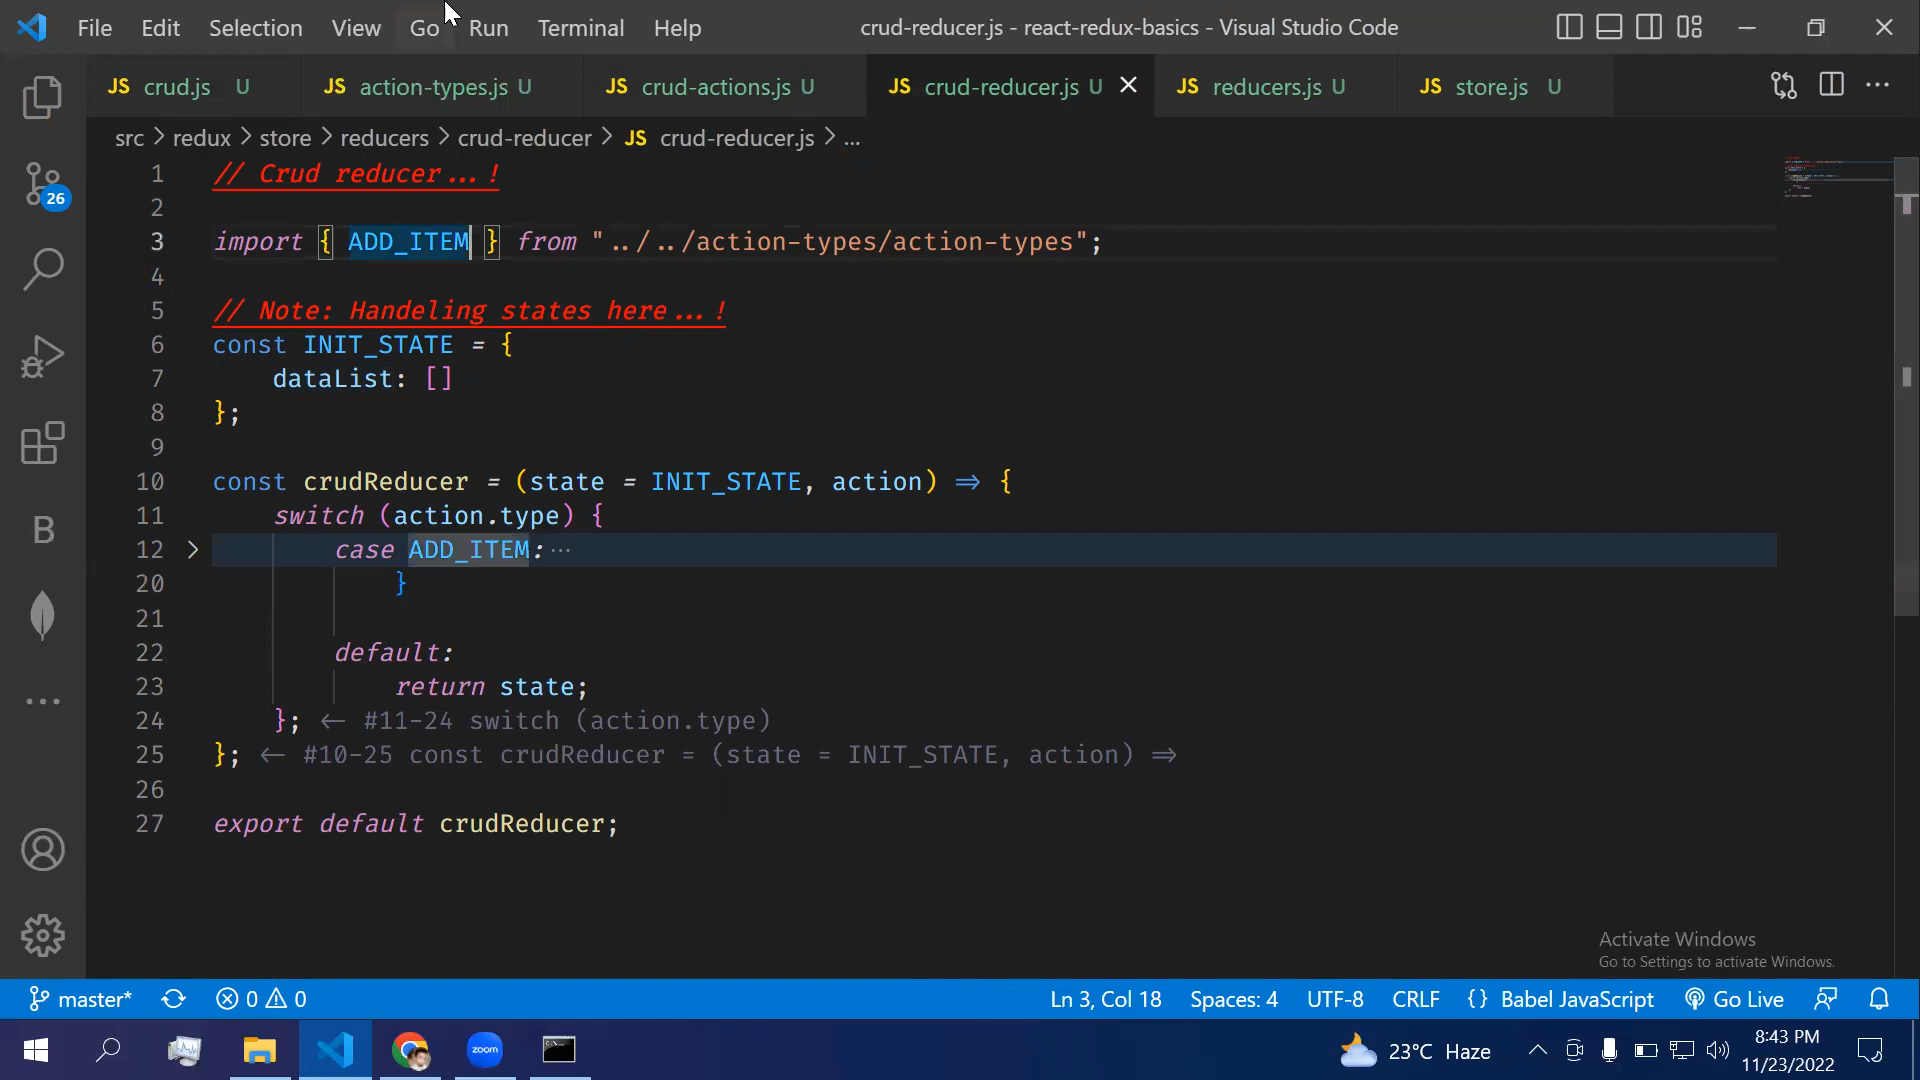 File Edit Selection View Go Run Terminal Help crud-reducer.js - react-redux-basics - Visual Studio Code
JS crud.js U JS action-types.js U JS crud-actions.js U JS crud-reducer.js U JS reducers.js U JS store.js U
src > redux > store > reducers > crud-reducer > JS crud-reducer.js > ...
1 // Crud reducer...!
2
3 import { ADD_ITEM } from "../../action-types/action-types";
4
5 // Note: Handeling states here...!
6 const INIT_STATE = {
7 dataList: []
8 };
9
10 const crudReducer = (state = INIT_STATE, action) => {
11 switch (action.type) {
12 case ADD_ITEM: ...
20 }
21
22 default:
23 return state;
24 }; <- #11-24 switch (action.type)
25 }; <- #10-25 const crudReducer = (state = INIT_STATE, action) =>
26
27 export default crudReducer;
26
B
Activate Windows
Go to Settings to activate Windows.
master* 0 0 Ln 3, Col 18 Spaces: 4 UTF-8 CRLF {} Babel JavaScript Go Live
zoom 23°C Haze 8:43 PM
11/23/2022